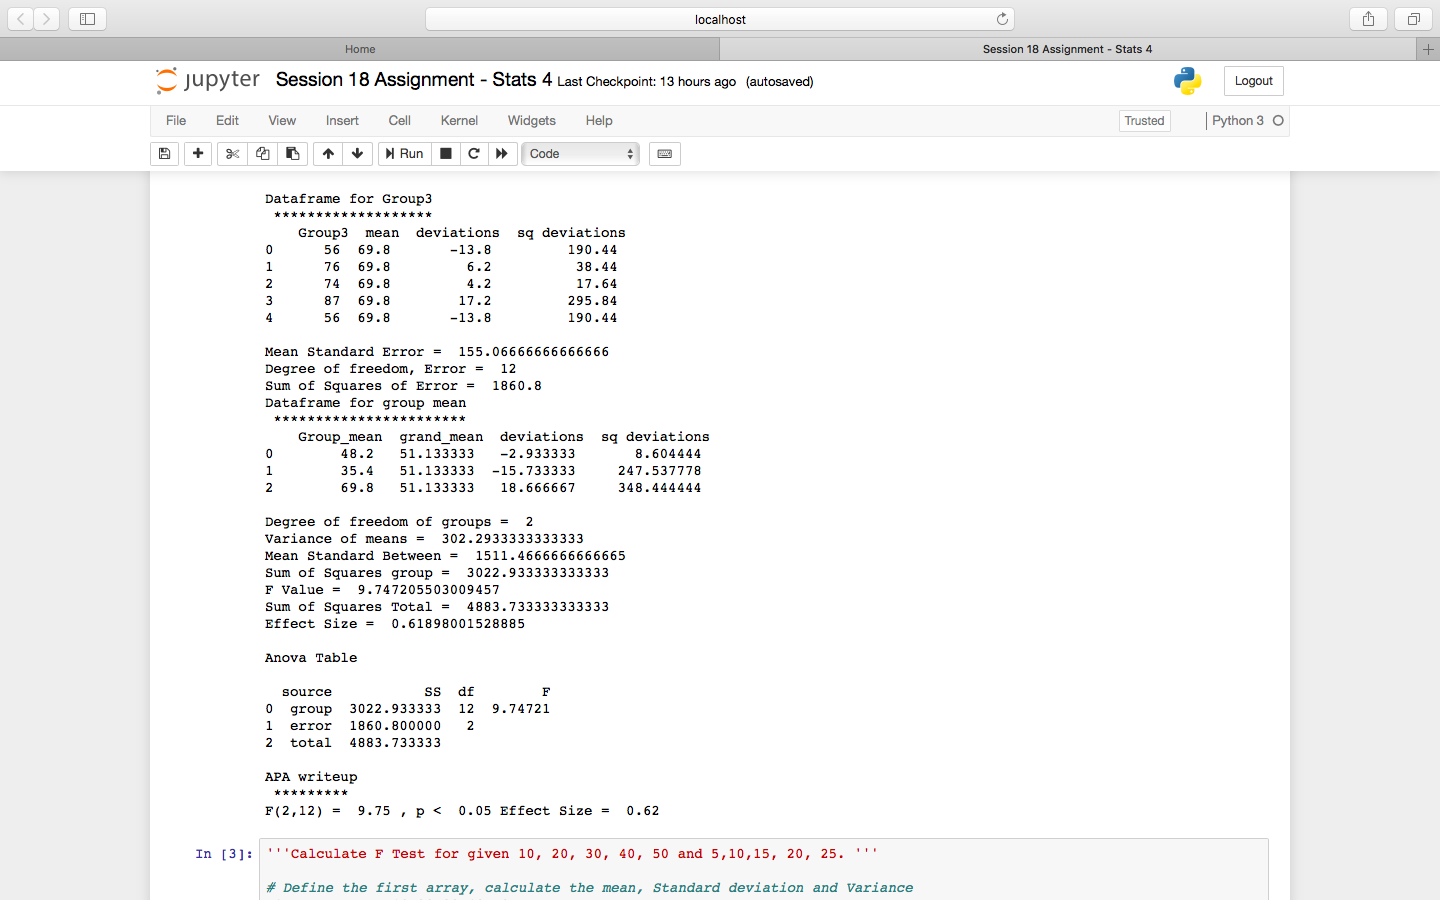 localhost
Home
Session 18 Assignment - Stats 4
jupyter Session 18 Assignment - Stats 4 Last Checkpoint: 13 hours ago (autosaved)
Logout
File Edit View Insert Cell Kernel Widgets Help
Trusted Python 3
Run Code
Dataframe for Group3
*******************
Group3 mean deviations sq deviations
0 56 69.8 -13.8 190.44
1 76 69.8 6.2 38.44
2 74 69.8 4.2 17.64
3 87 69.8 17.2 295.84
4 56 69.8 -13.8 190.44
Mean Standard Error = 155.06666666666666
Degree of freedom, Error = 12
Sum of Squares of Error = 1860.8
Dataframe for group mean
***********************
Group_mean grand_mean deviations sq deviations
0 48.2 51.133333 -2.933333 8.604444
1 35.4 51.133333 -15.733333 247.537778
2 69.8 51.133333 18.666667 348.444444
Degree of freedom of groups = 2
Variance of means = 302.2933333333333
Mean Standard Between = 1511.4666666666665
Sum of Squares group = 3022.933333333333
F Value = 9.747205503009457
Sum of Squares Total = 4883.733333333333
Effect Size = 0.61898001528885
Anova Table
source SS df F
0 group 3022.933333 12 9.74721
1 error 1860.800000 2
2 total 4883.733333
APA writeup
*********
F(2,12) = 9.75 , p < 0.05 Effect Size = 0.62
In [3]: '''Calculate F Test for given 10, 20, 30, 40, 50 and 5,10,15, 20, 25. '''
# Define the first array, calculate the mean, Standard deviation and Variance